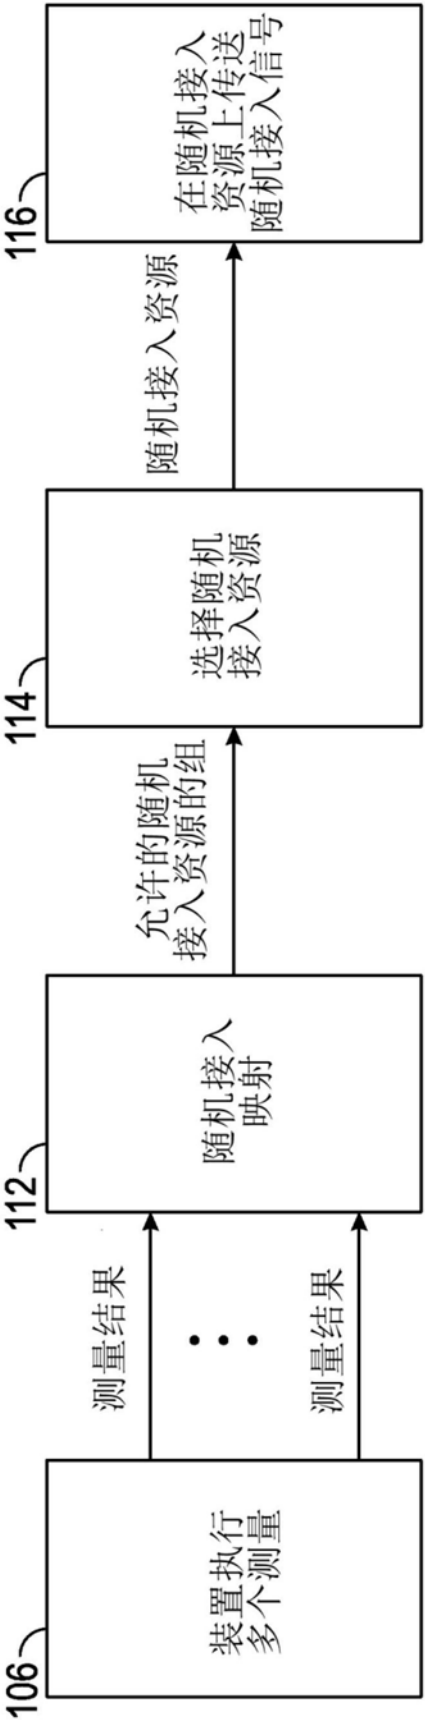 106
装置执行
多个测量
测量结果
测量结果
112
随机接入
映射
允许的随机
接入资源的组
114
选择随机
接入资源
随机接入资源
116
在随机接入
资源上传送
随机接入信号